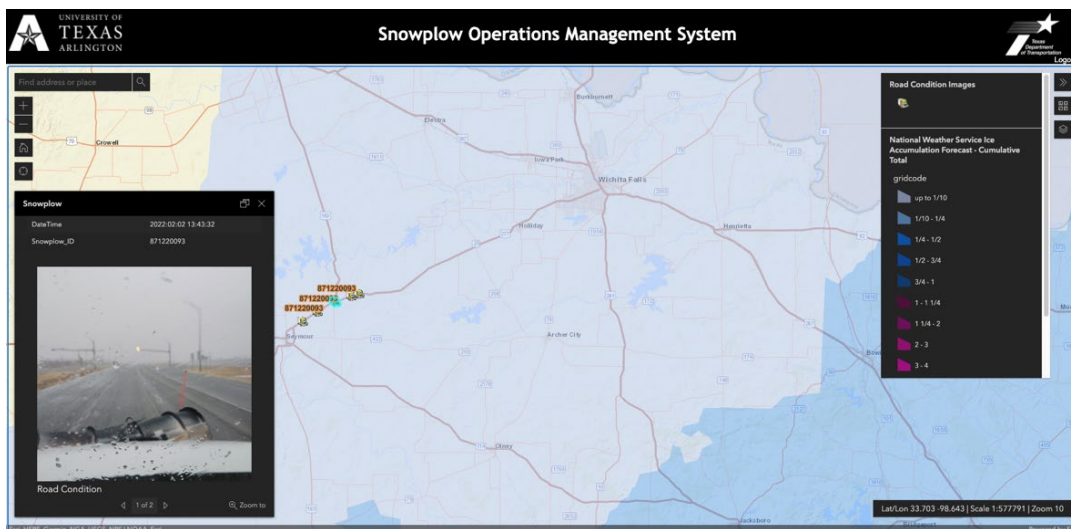 UNIVERSITY OF
TEXAS
ARLINGTON
Snowplow Operations Management System
Texas
Department
of Transportation
Logo
Find address or place
Crowell
Electra
Burkburnett
Iowa Park
Wichita Falls
Holliday
Henrietta
Archer City
Seymour
Olney
Jacksboro
Snowplow
DateTime 2022:02:02 13:43:32
Snowplow_ID 871220093
871220093
871220093
871220093
Road Condition
1 of 2
Zoom to
Road Condition Images
National Weather Service Ice
Accumulation Forecast - Cumulative
Total
gridcode
up to 1/10
1/10 - 1/4
1/4 - 1/2
1/2 - 3/4
3/4 - 1
1 - 1 1/4
1 1/4 - 2
2 - 3
3 - 4
Lat/Lon 33.703 -98.643 | Scale 1:577791 | Zoom 10